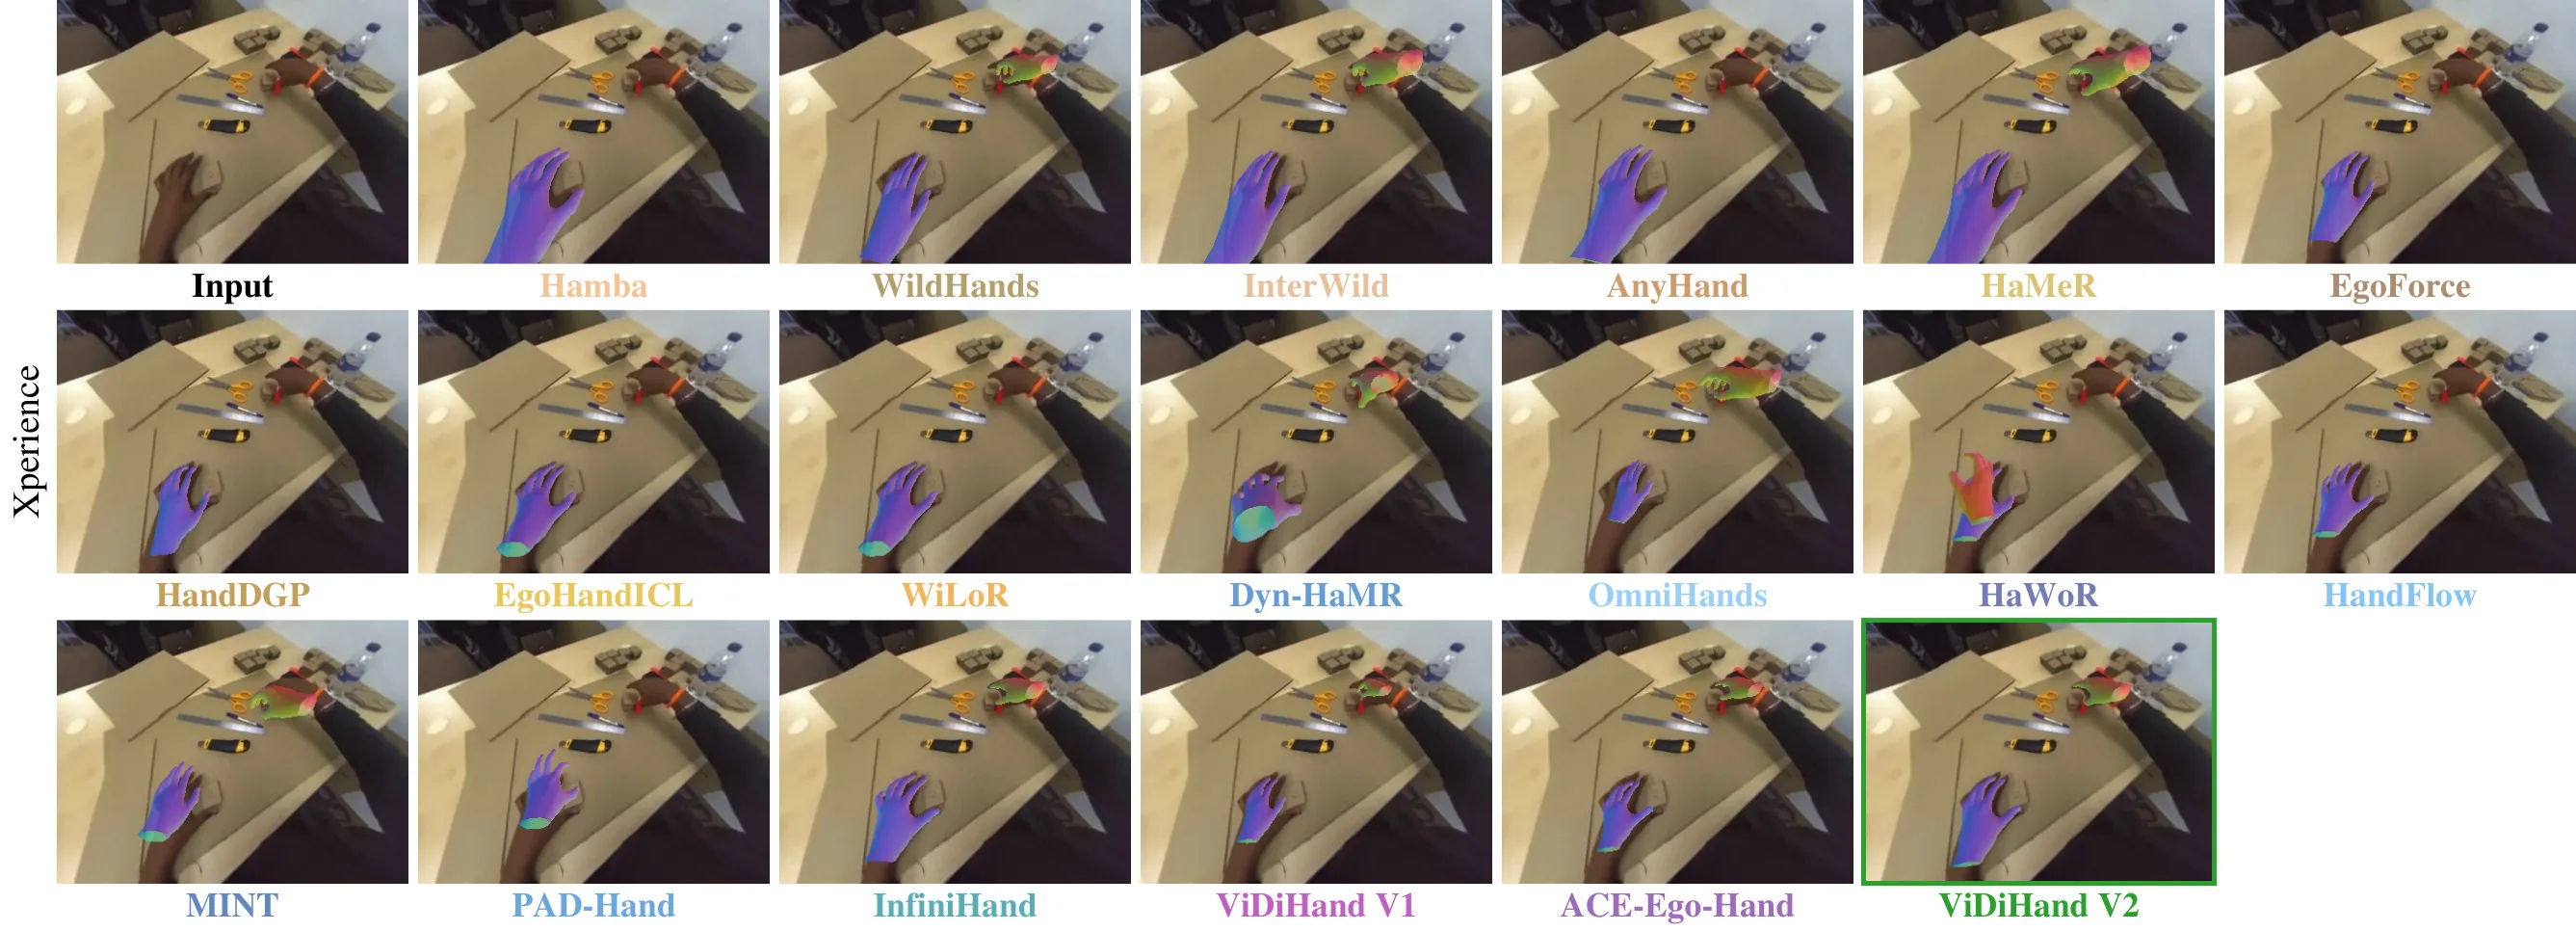 Xperience
Input
Hamba
WildHands
InterWild
AnyHand
HaMeR
EgoForce
HandDGP
EgoHandICL
WiLoR
Dyn-HaMR
OmniHands
HaWoR
HandFlow
MINT
PAD-Hand
InfiniHand
ViDiHand V1
ACE-Ego-Hand
ViDiHand V2